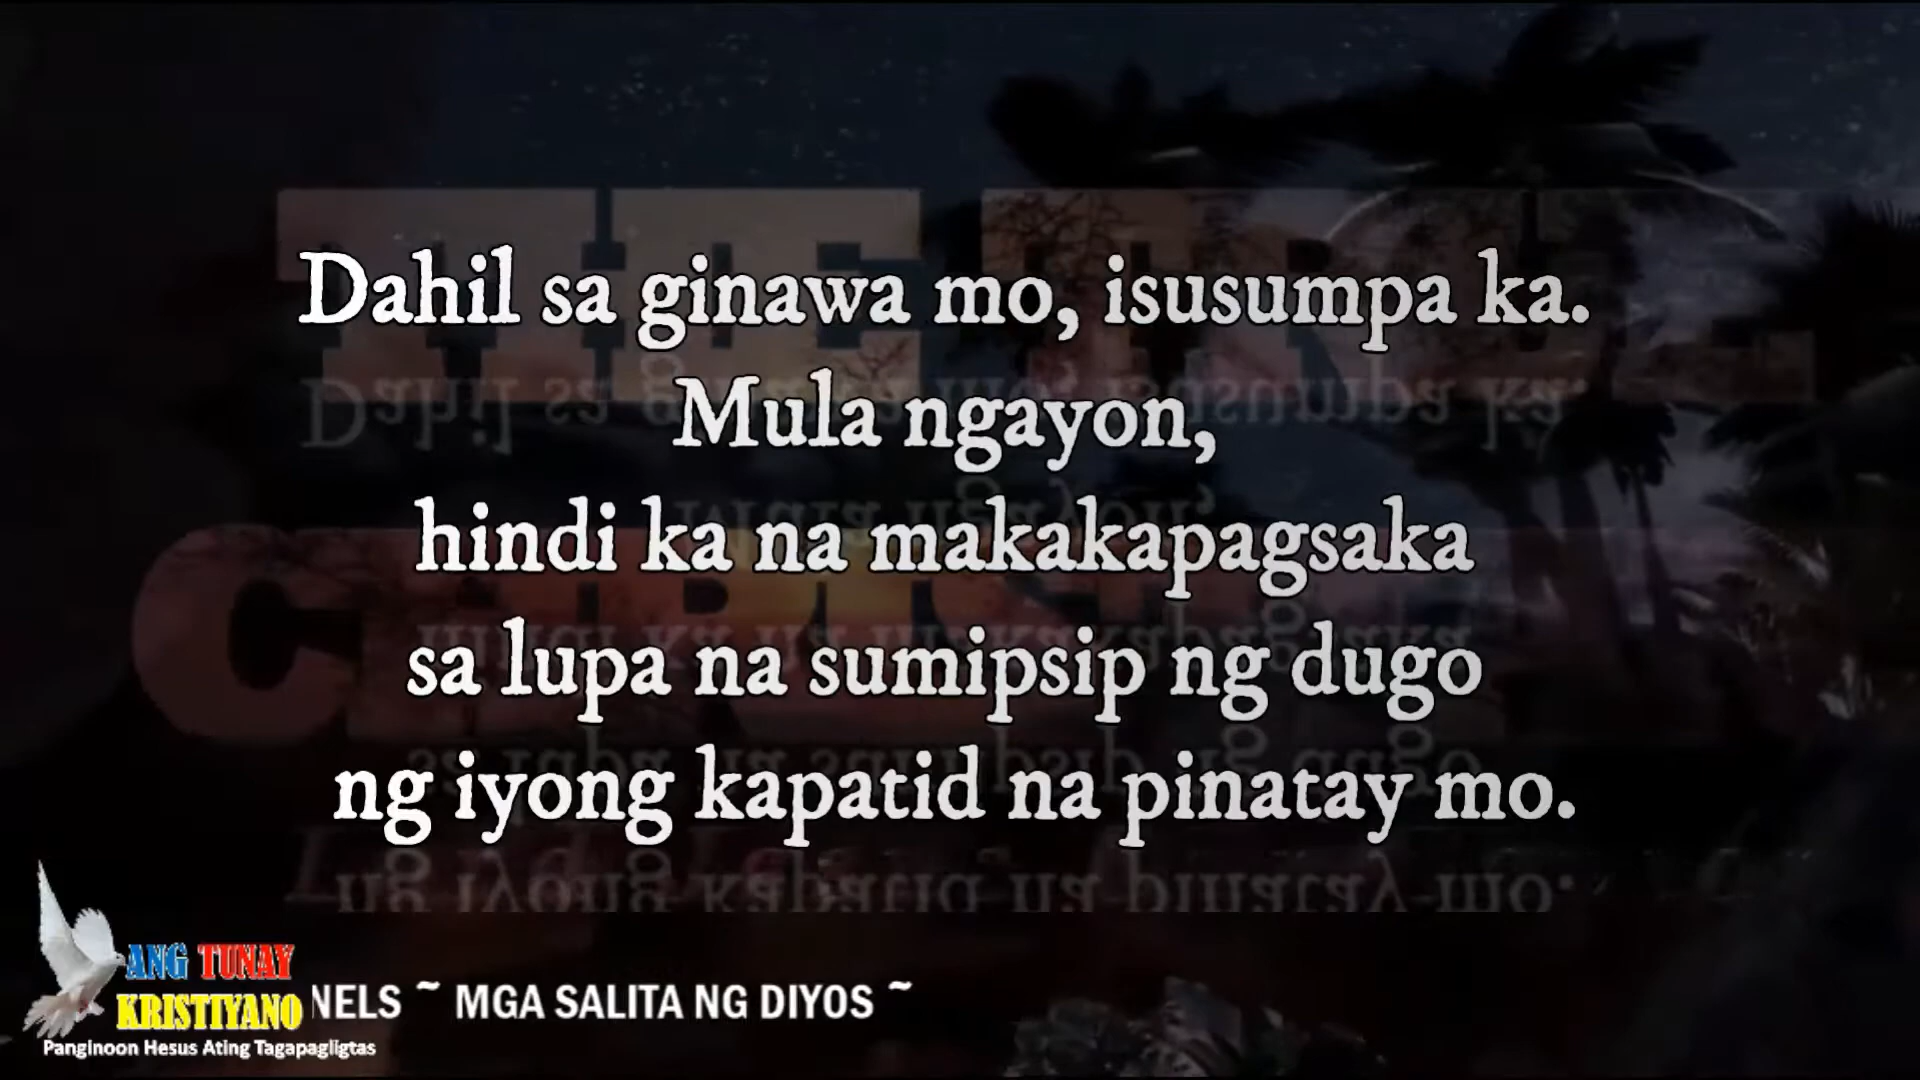 Dahil sa ginawa mo, isusumpa ka.
Mula ngayon,
hindi ka na makakapagsaka
sa lupa na sumipsip ng dugo
ng iyong kapatid na pinatay mo.
ANG TUNAY
KRISTIYANO
Panginoon Hesus Ating Tagapagligtas
NELS ~ MGA SALITA NG DIYOS ~